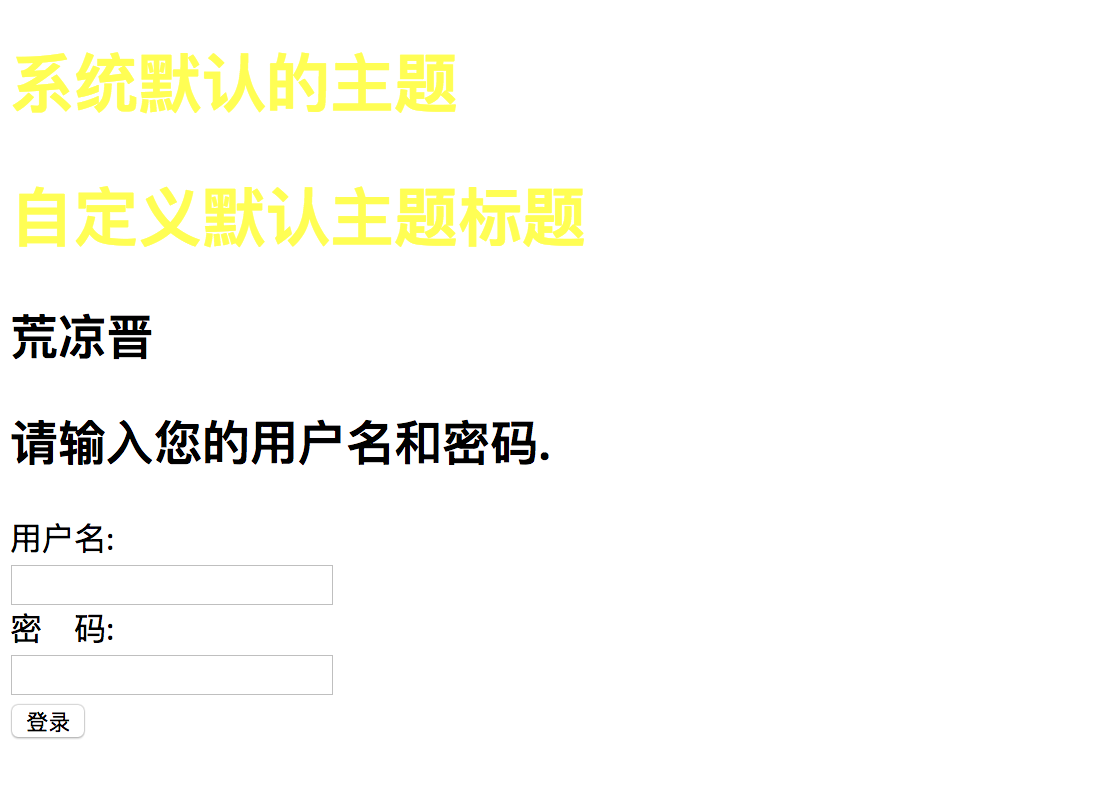 系统默认的主题
自定义默认主题标题
荒凉晋
请输入您的用户名和密码.
用户名:
密　码:
登录